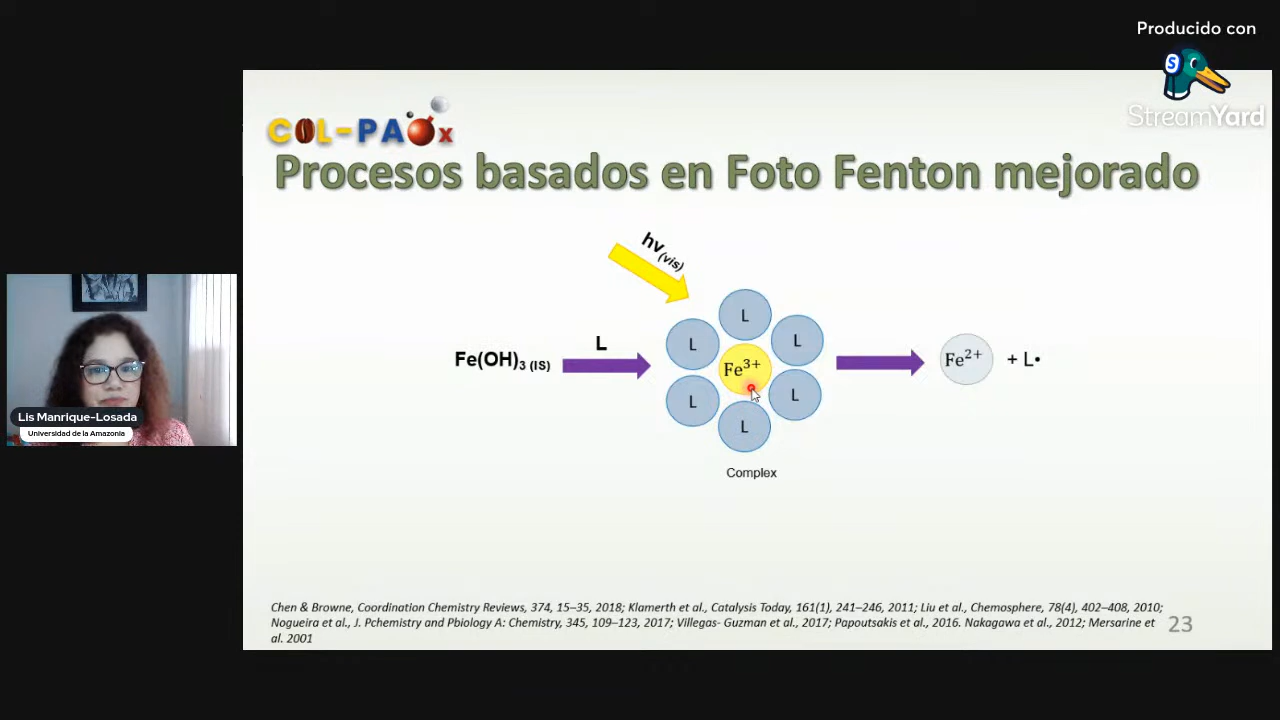 Producido con
StreamYard
COL-PAOx
Procesos basados en Foto Fenton mejorado
hv(vis)
Fe(OH)3 (IS)
L
L
L
L
Fe³⁺
L
L
L
L
Complex
Fe²⁺
+ L•
Lis Manrique-Losada
Universidad de la Amazonia
Chen & Browne, Coordination Chemistry Reviews, 374, 15–35, 2018; Klamerth et al., Catalysis Today, 161(1), 241–246, 2011; Liu et al., Chemosphere, 78(4), 402–408, 2010;
Nogueira et al., J. Pchemistry and Pbiology A: Chemistry, 345, 109–123, 2017; Villegas- Guzman et al., 2017; Papoutsakis et al., 2016. Nakagawa et al., 2012; Mersarine et
al. 2001
23